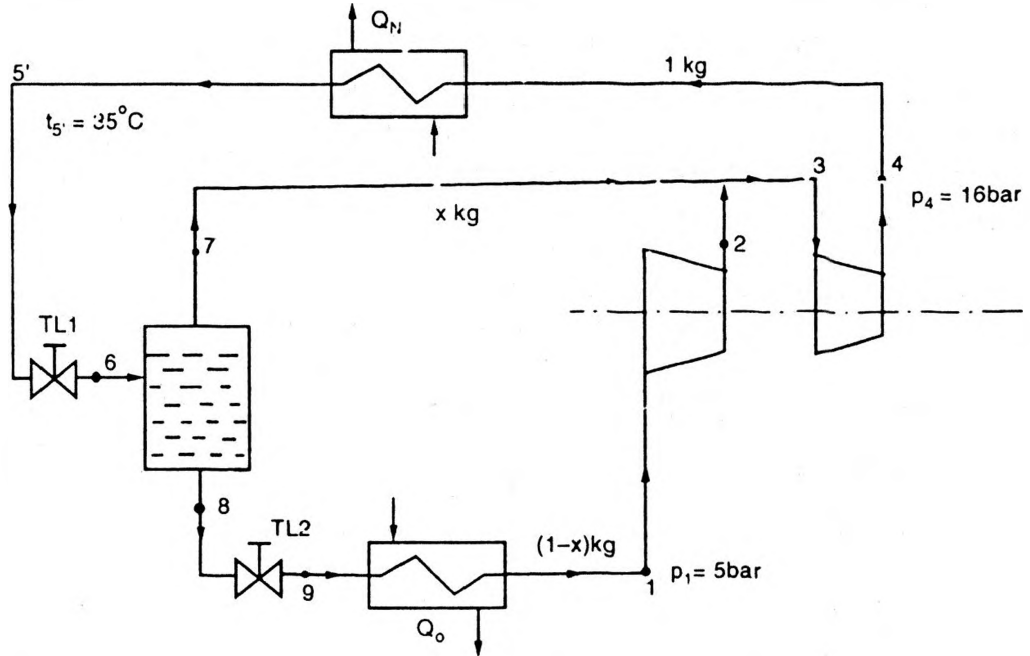 Q_N
5'
1 kg
t_5' = 35°C
3
4
p_4 = 16bar
x kg
7
2
TL1
6
8
TL2
(1-x)kg
9
1
p_1 = 5bar
Q_o